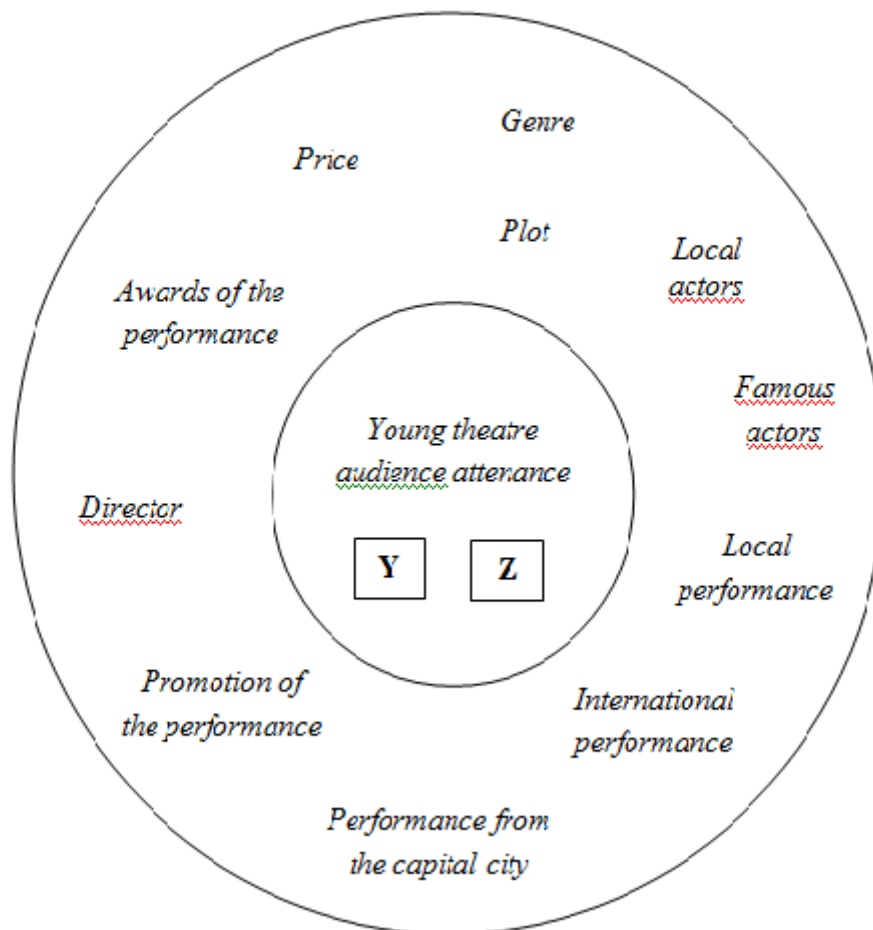 Genre
Price
Plot
Local
actors
Awards of the
performance
Famous
actors
Young theatre
audience attenance
Director
Y
Z
Local
performance
Promotion of
the performance
International
performance
Performance from
the capital city